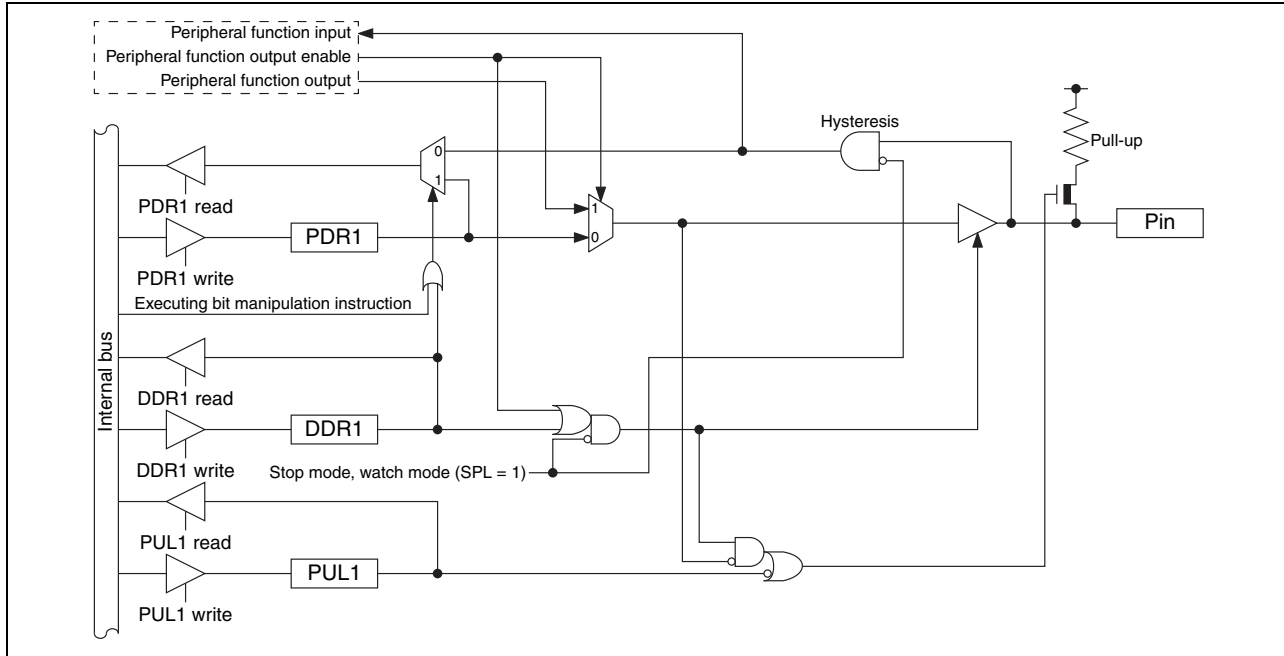 Peripheral function input
Peripheral function output enable
Peripheral function output
Hysteresis
Pull-up
0
1
PDR1 read
1
0
PDR1
Pin
PDR1 write
Executing bit manipulation instruction
Internal bus
DDR1 read
DDR1
DDR1 write
Stop mode, watch mode (SPL = 1)
PUL1 read
PUL1
PUL1 write